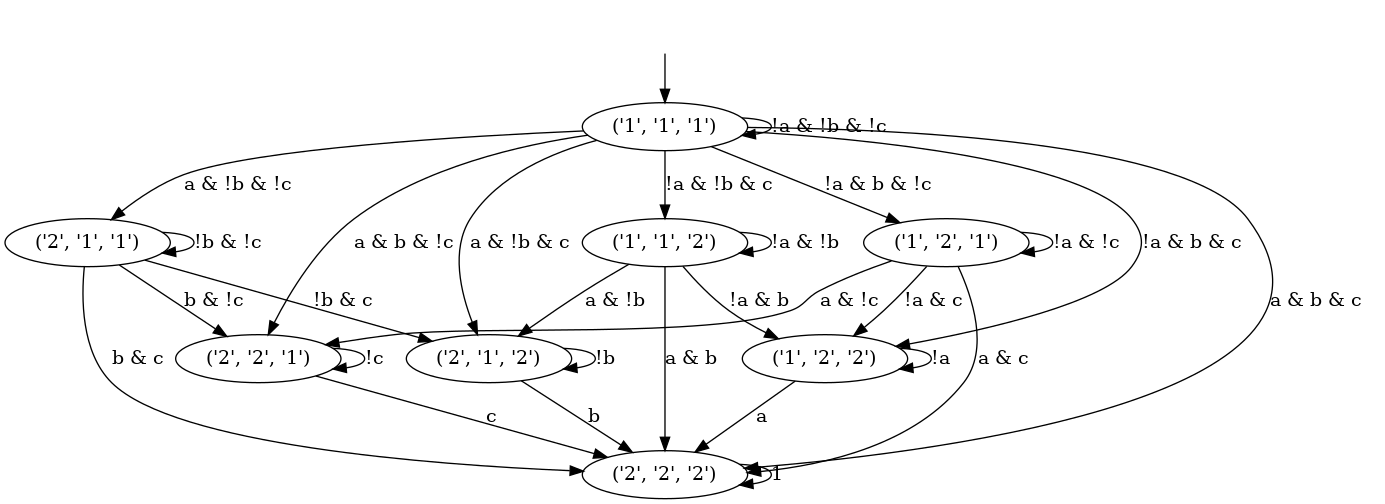 ('1', '1', '1')
!a & !b & !c
a & !b & !c
a & b & !c
a & !b & c
!a & !b & c
!a & b & !c
!a & b & c
a & b & c
('2', '1', '1')
!b & !c
('1', '1', '2')
!a & !b
('1', '2', '1')
!a & !c
b & !c
!b & c
a & !b
!a & b
a & !c
!a & c
b & c
('2', '2', '1')
!c
('2', '1', '2')
!b
a & b
('1', '2', '2')
!a
a & c
c
b
a
('2', '2', '2')
1